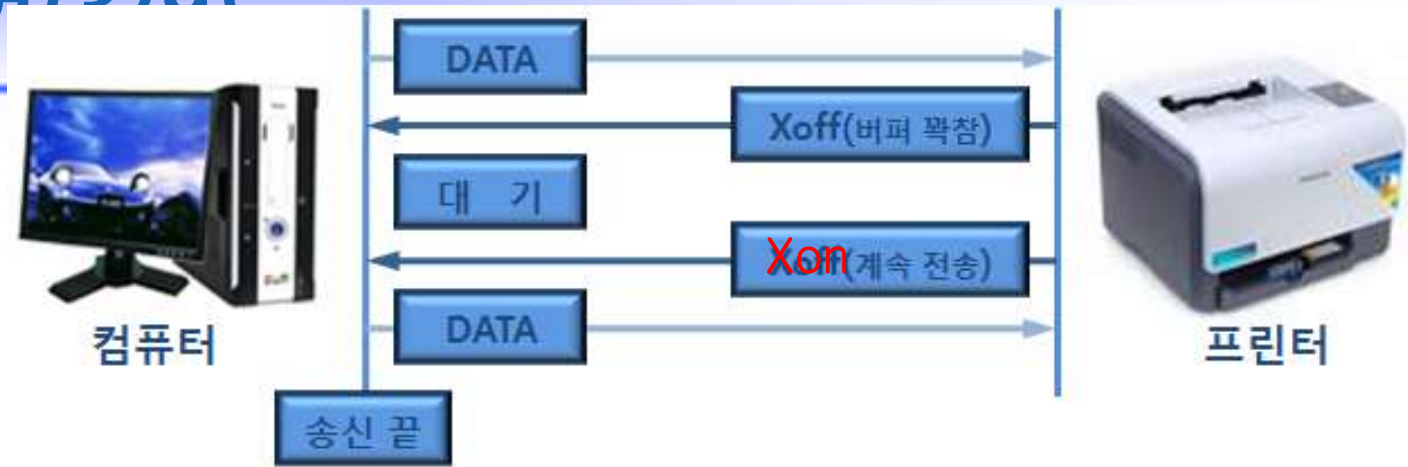 DATA
Xoff(버퍼 꽉참)
대 기
Xon(계속 전송)
DATA
컴퓨터
프린터
송신 끝